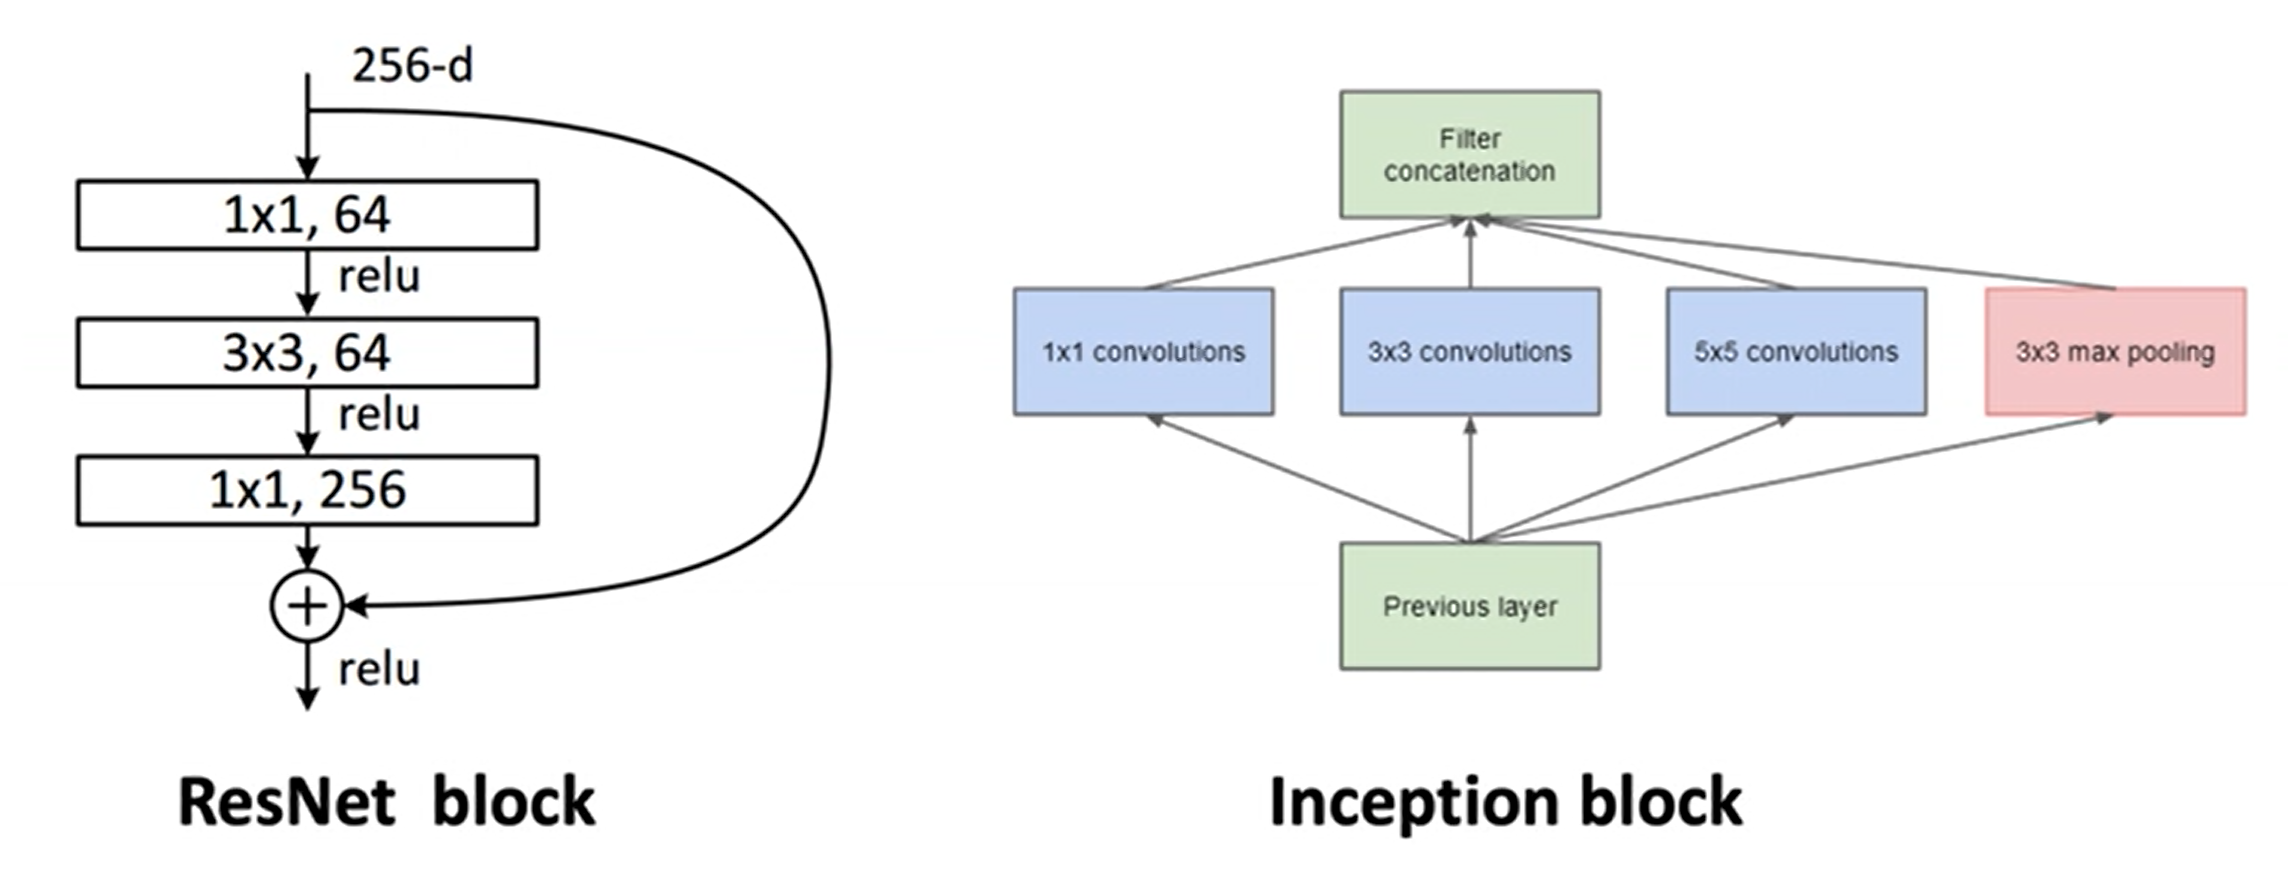 256-d
1x1, 64
relu
3x3, 64
relu
1x1, 256
relu
ResNet block
Filter
concatenation
1x1 convolutions
3x3 convolutions
5x5 convolutions
3x3 max pooling
Previous layer
Inception block